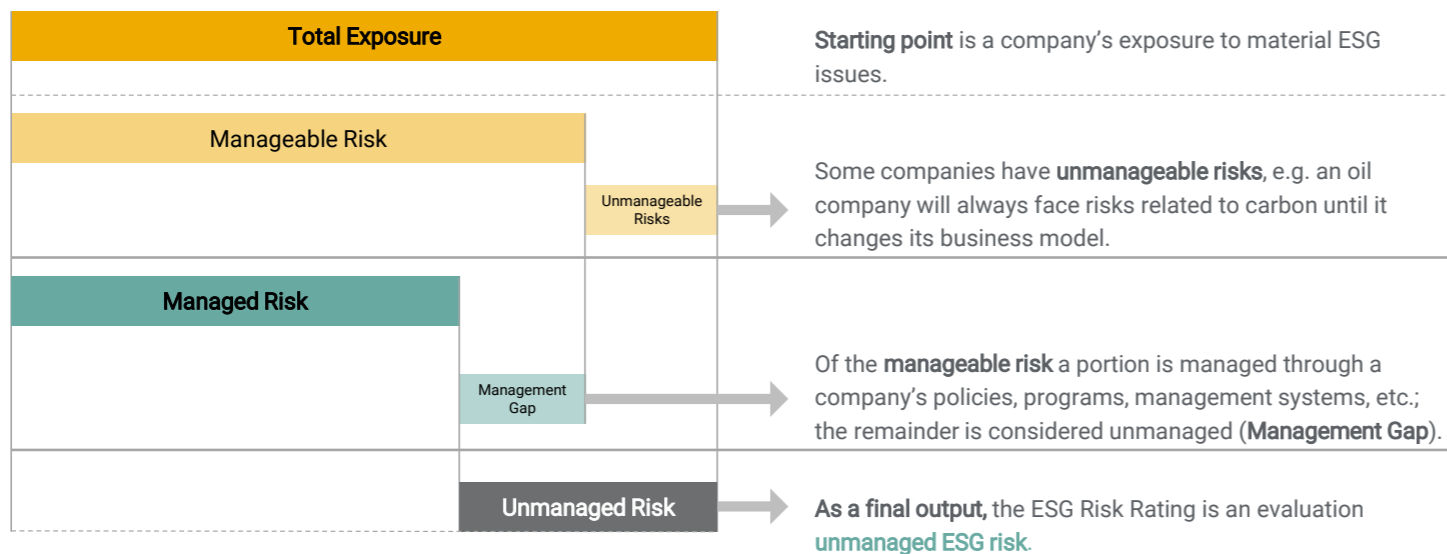 Total Exposure
Starting point is a company's exposure to material ESG
issues.
Manageable Risk
Unmanageable
Risks
Some companies have unmanageable risks, e.g. an oil
company will always face risks related to carbon until it
changes its business model.
Managed Risk
Management
Gap
Of the manageable risk a portion is managed through a
company's policies, programs, management systems, etc.;
the remainder is considered unmanaged (Management Gap).
Unmanaged Risk
As a final output, the ESG Risk Rating is an evaluation
unmanaged ESG risk.